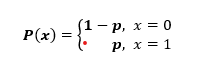 P(x) = { 1 − p, x = 0
p, x = 1